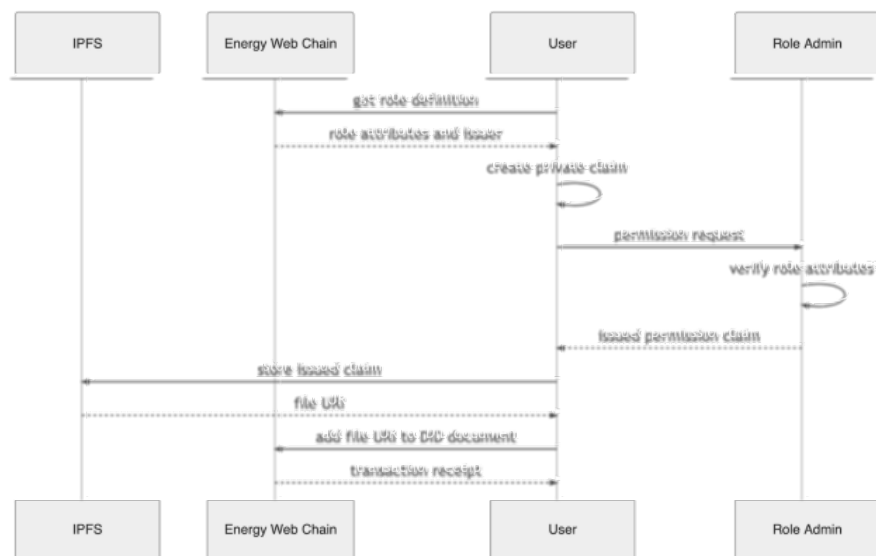 IPFS
Energy Web Chain
User
Role Admin
get role definition
role attributes and issuer
create private claim
permission request
verify role attributes
issued permission claim
store issued claim
file URI
add file URI to DID document
transaction receipt
IPFS
Energy Web Chain
User
Role Admin